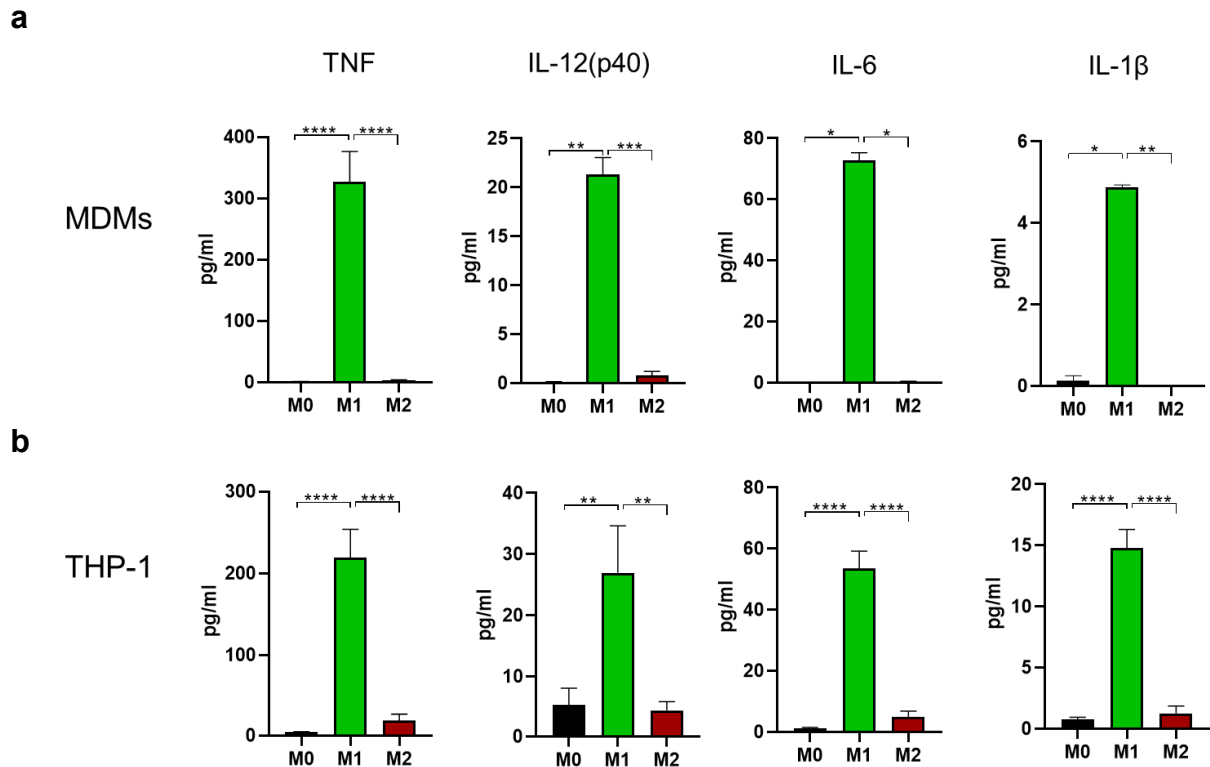 a
TNF IL-12(p40) IL-6 IL-1β
MDMs
pg/ml
400
300
200
100
0
**** ****
M0 M1 M2
pg/ml
25
20
15
10
5
0
** ***
M0 M1 M2
pg/ml
80
60
40
20
0
* *
M0 M1 M2
pg/ml
6
4
2
0
* **
M0 M1 M2
b
THP-1
pg/ml
300
200
100
0
**** ****
M0 M1 M2
pg/ml
40
30
20
10
0
** **
M0 M1 M2
pg/ml
80
60
40
20
0
**** ****
M0 M1 M2
pg/ml
20
15
10
5
0
**** ****
M0 M1 M2